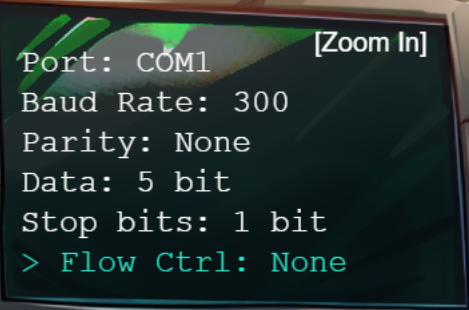 [Zoom In]
Port: COM1
Baud Rate: 300
Parity: None
Data: 5 bit
Stop bits: 1 bit
> Flow Ctrl: None